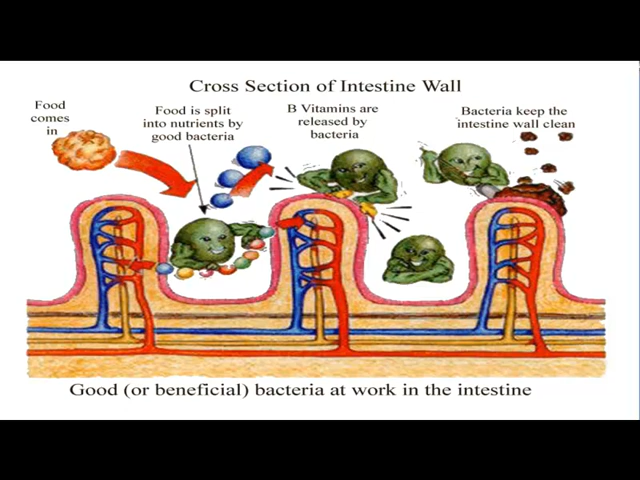 Cross Section of Intestine Wall
Food
comes
in
Food is split
into nutrients by
good bacteria
B Vitamins are
released by
bacteria
Bacteria keep the
intestine wall clean
Good (or beneficial) bacteria at work in the intestine